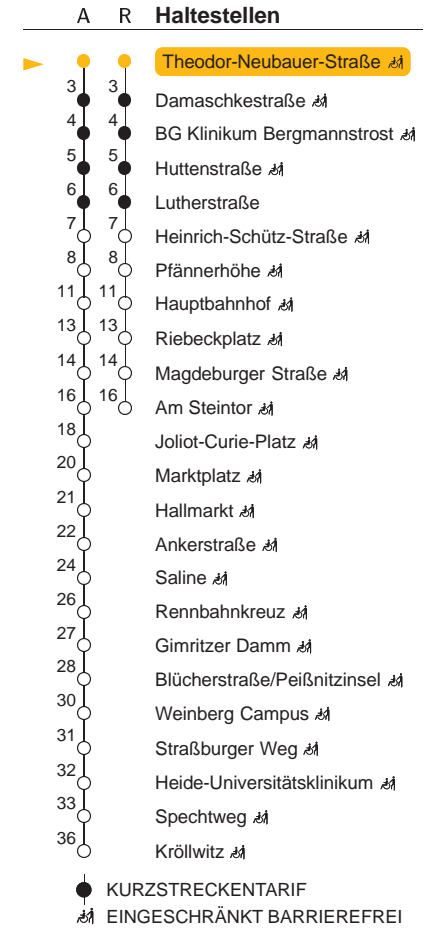 A R Haltestellen
Theodor-Neubauer-Straße
3 3 Damaschkestraße
4 4 BG Klinikum Bergmannstrost
5 5 Huttenstraße
6 6 Lutherstraße
7 7 Heinrich-Schütz-Straße
8 8 Pfännerhöhe
11 11 Hauptbahnhof
13 13 Riebeckplatz
14 14 Magdeburger Straße
16 16 Am Steintor
18 Joliot-Curie-Platz
20 Marktplatz
21 Hallmarkt
22 Ankerstraße
24 Saline
26 Rennbahnkreuz
27 Gimritzer Damm
28 Blücherstraße/Peißnitzinsel
30 Weinberg Campus
31 Straßburger Weg
32 Heide-Universitätsklinikum
33 Spechtweg
36 Kröllwitz
KURZSTRECKENTARIF
EINGESCHRÄNKT BARRIEREFREI